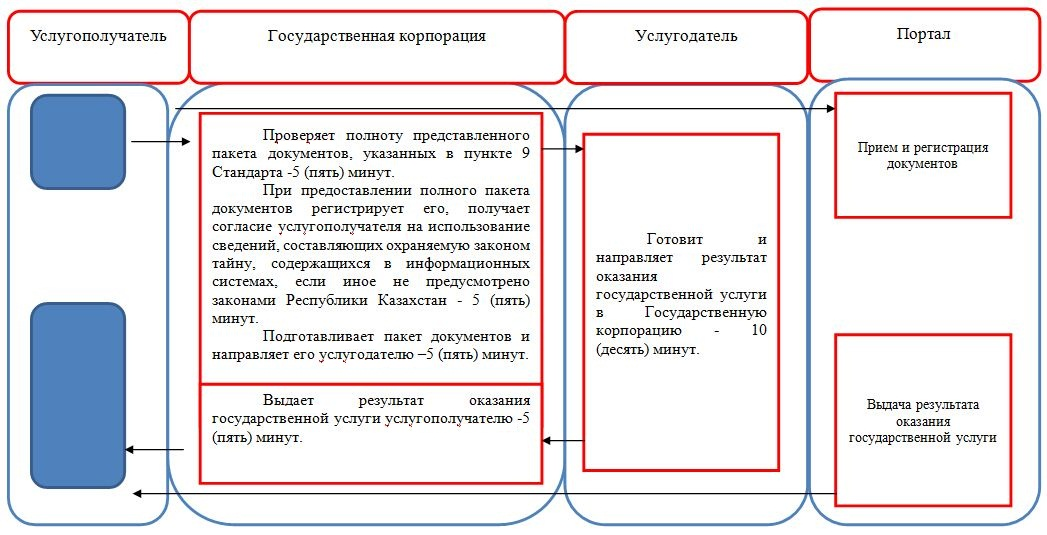 Услугополучатель
Государственная корпорация
Услугодатель
Портал
Проверяет полноту представленного
пакета документов, указанных в пункте 9
Стандарта -5 (пять) минут.
При предоставлении полного пакета
документов регистрирует его, получает
согласие услугополучателя на использование
сведений, составляющих охраняемую законом
тайну, содержащихся в информационных
системах, если иное не предусмотрено
законами Республики Казахстан - 5 (пять)
минут.
Подготавливает пакет документов и
направляет его услугодателю –5 (пять) минут.
Выдает результат оказания
государственной услуги услугополучателю -5
(пять) минут.
Готовит и
направляет результат
оказания
государственной услуги
в Государственную
корпорацию - 10
(десять) минут.
Прием и регистрация
документов
Выдача результата
оказания
государственной услуги